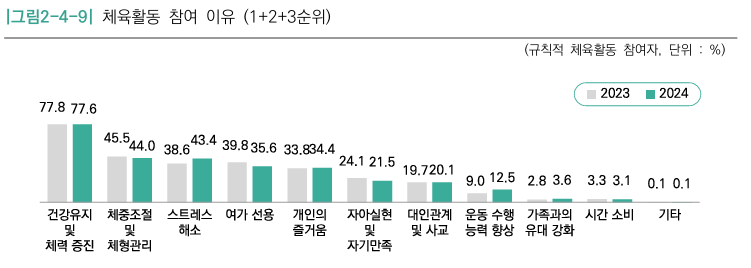 |그림2-4-9| 체육활동 참여 이유 (1+2+3순위)
(규칙적 체육활동 참여자, 단위 : %)
2023 2024
77.8 77.6 45.5 44.0 38.6 43.4 39.8 35.6 33.8 34.4 24.1 21.5 19.7 20.1 9.0 12.5 2.8 3.6 3.3 3.1 0.1 0.1
건강유지 체중조절 스트레스 여가 선용 개인의 자아실현 대인관계 운동 수행 가족과의 시간 소비 기타
및 및 해소 즐거움 및 및 사교 능력 향상 유대 강화
체력 증진 체형관리 자기만족